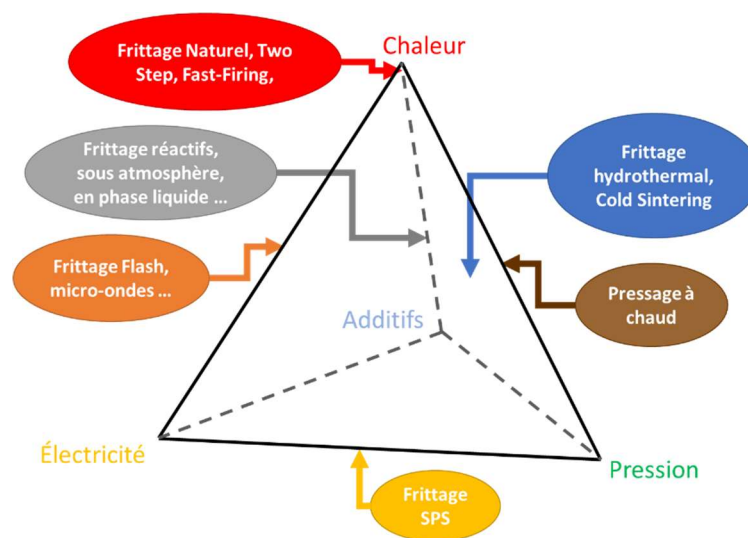 Frittage Naturel, Two
Step, Fast-Firing,
Chaleur
Frittage réactifs,
sous atmosphère,
en phase liquide ...
Frittage
hydrothermal,
Cold Sintering
Frittage Flash,
micro-ondes ...
Pressage à
chaud
Additifs
Électricité
Pression
Frittage
SPS